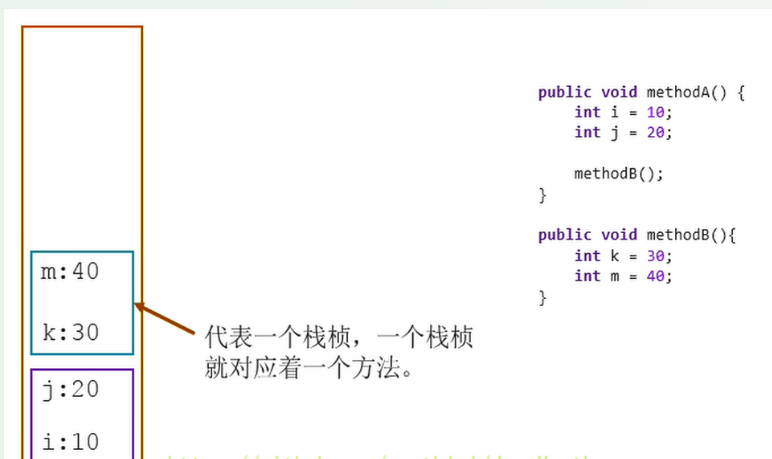 m:40
k:30
j:20
i:10
代表一个栈桢，一个栈桢
就对应着一个方法。
public void methodA() {
int i = 10;
int j = 20;
methodB();
}
public void methodB(){
int k = 30;
int m = 40;
}